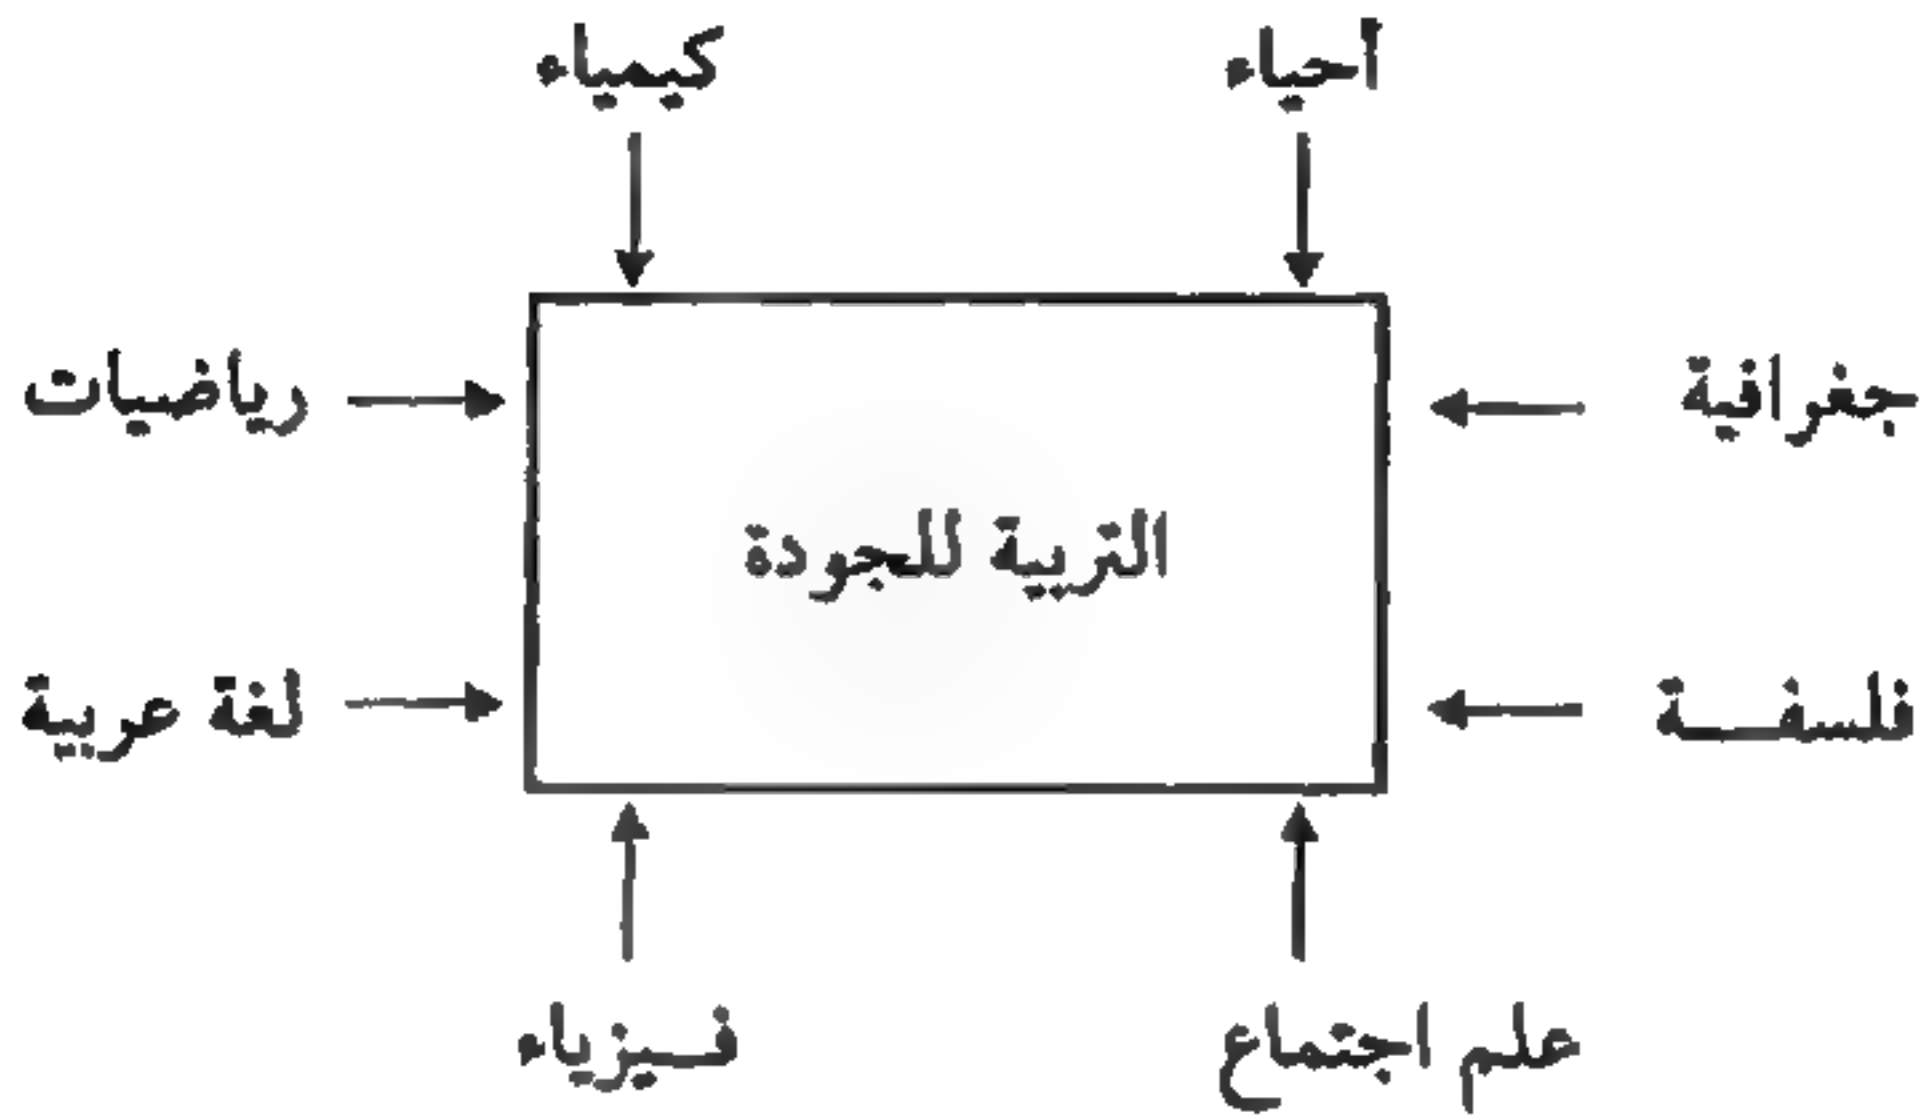 أحياء
كيمياء
جغرافية
رياضيات
التربية للجودة
فلسفة
لغة عربية
علم اجتماع
فيزياء